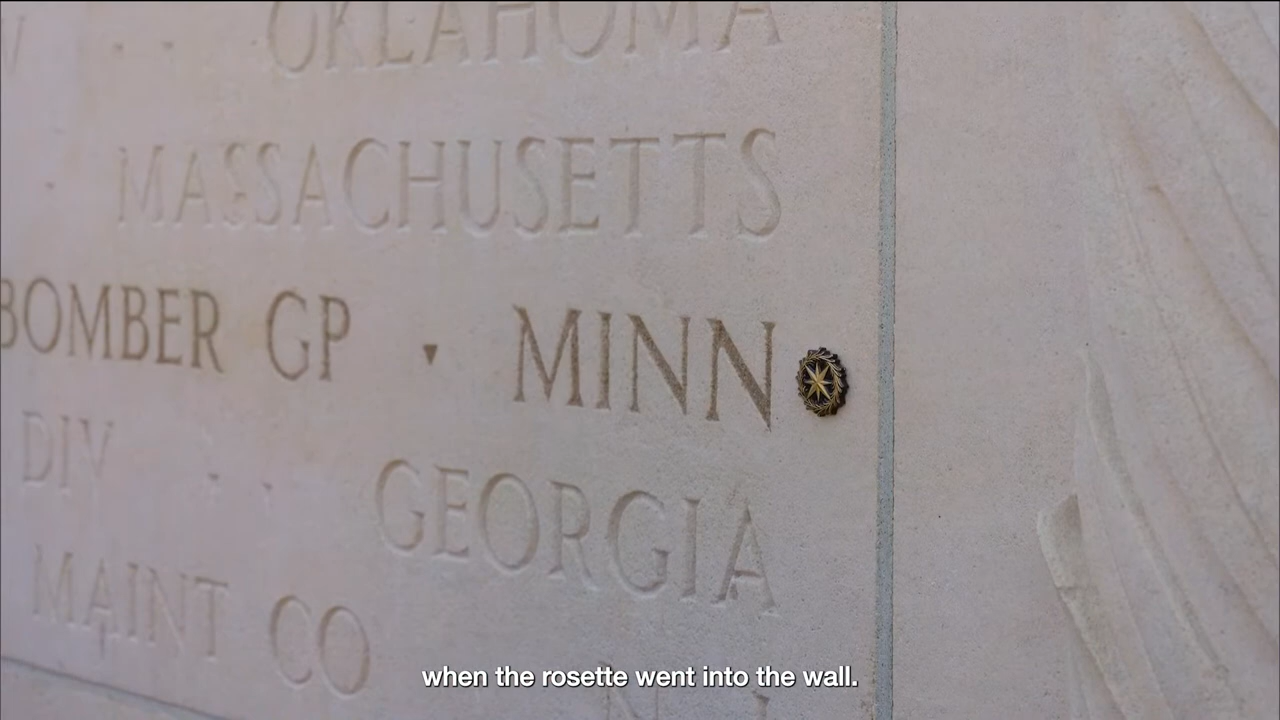 OKLAHOMA
MASSACHUSETTS
BOMBER GP · MINN
DIV GEORGIA
MAINT CO
when the rosette went into the wall.